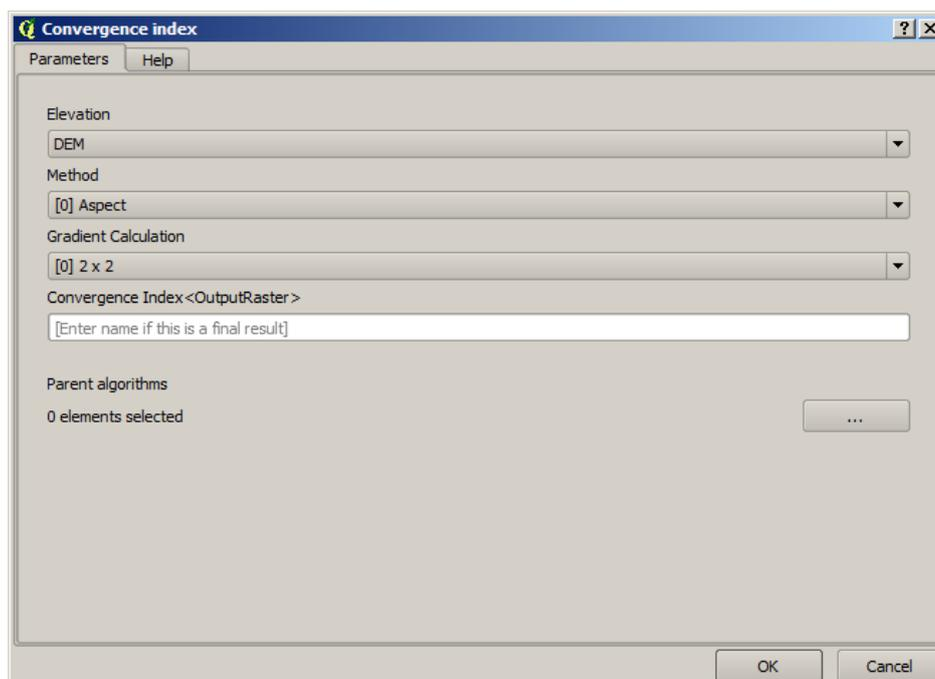 Convergence index
Parameters Help
Elevation
DEM
Method
[0] Aspect
Gradient Calculation
[0] 2 x 2
Convergence Index<OutputRaster>
[Enter name if this is a final result]
Parent algorithms
0 elements selected
...
OK Cancel